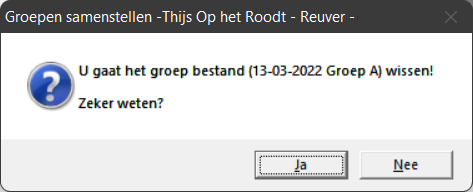 Groepen samenstellen -Thijs Op het Roodt - Reuver -
U gaat het groep bestand (13-03-2022 Groep A) wissen!
Zeker weten?
Ja
Nee